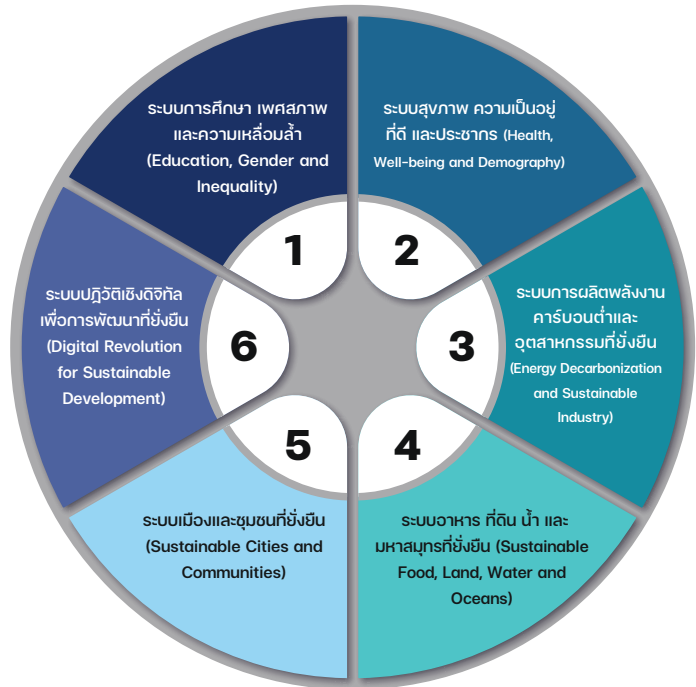 ระบบการศึกษา เพศสภาพ
และความเหลื่อมล้ำ
(Education, Gender and
Inequality)
1
ระบบสุขภาพ ความเป็นอยู่
ที่ดี และประชากร (Health,
Well-being and Demography)
2
ระบบการผลิตพลังงาน
คาร์บอนต่ำและ
อุตสาหกรรมที่ยั่งยืน
(Energy Decarbonization
and Sustainable
Industry)
3
ระบบอาหาร ที่ดิน น้ำ และ
มหาสมุทรที่ยั่งยืน (Sustainable
Food, Land, Water and
Oceans)
4
ระบบเมืองและชุมชนที่ยั่งยืน
(Sustainable Cities and
Communities)
5
ระบบปฎิวัติเชิงดิจิทัล
เพื่อการพัฒนาที่ยั่งยืน
(Digital Revolution
for Sustainable
Development)
6